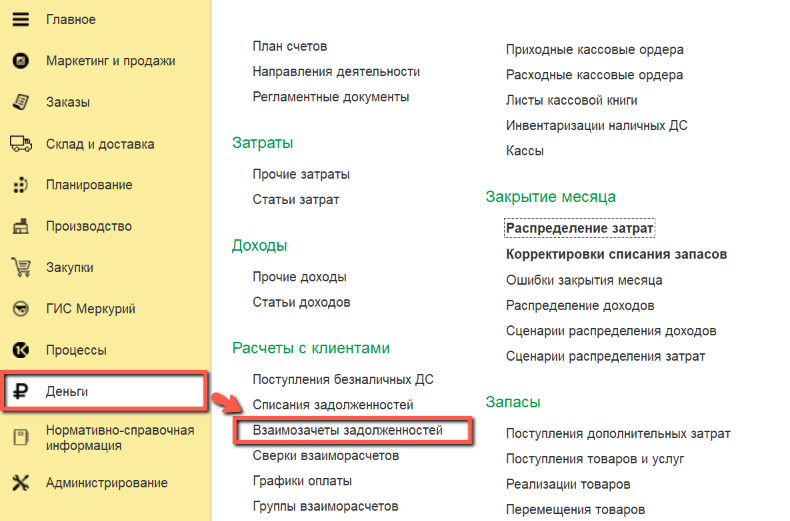 Главное
Маркетинг и продажи
Заказы
Склад и доставка
Планирование
Производство
Закупки
ГИС Меркурий
Процессы
Деньги
Нормативно-справочная
информация
Администрирование
План счетов
Направления деятельности
Регламентные документы
Затраты
Прочие затраты
Статьи затрат
Доходы
Прочие доходы
Статьи доходов
Расчеты с клиентами
Поступления безналичных ДС
Списания задолженностей
Взаимозачеты задолженностей
Сверки взаиморасчетов
Графики оплаты
Группы взаиморасчетов
Приходные кассовые ордера
Расходные кассовые ордера
Листы кассовой книги
Инвентаризации наличных ДС
Кассы
Закрытие месяца
Распределение затрат
Корректировки списания запасов
Ошибки закрытия месяца
Распределение доходов
Сценарии распределения доходов
Сценарии распределения затрат
Запасы
Поступления дополнительных затрат
Поступления товаров и услуг
Реализации товаров
Перемещения товаров